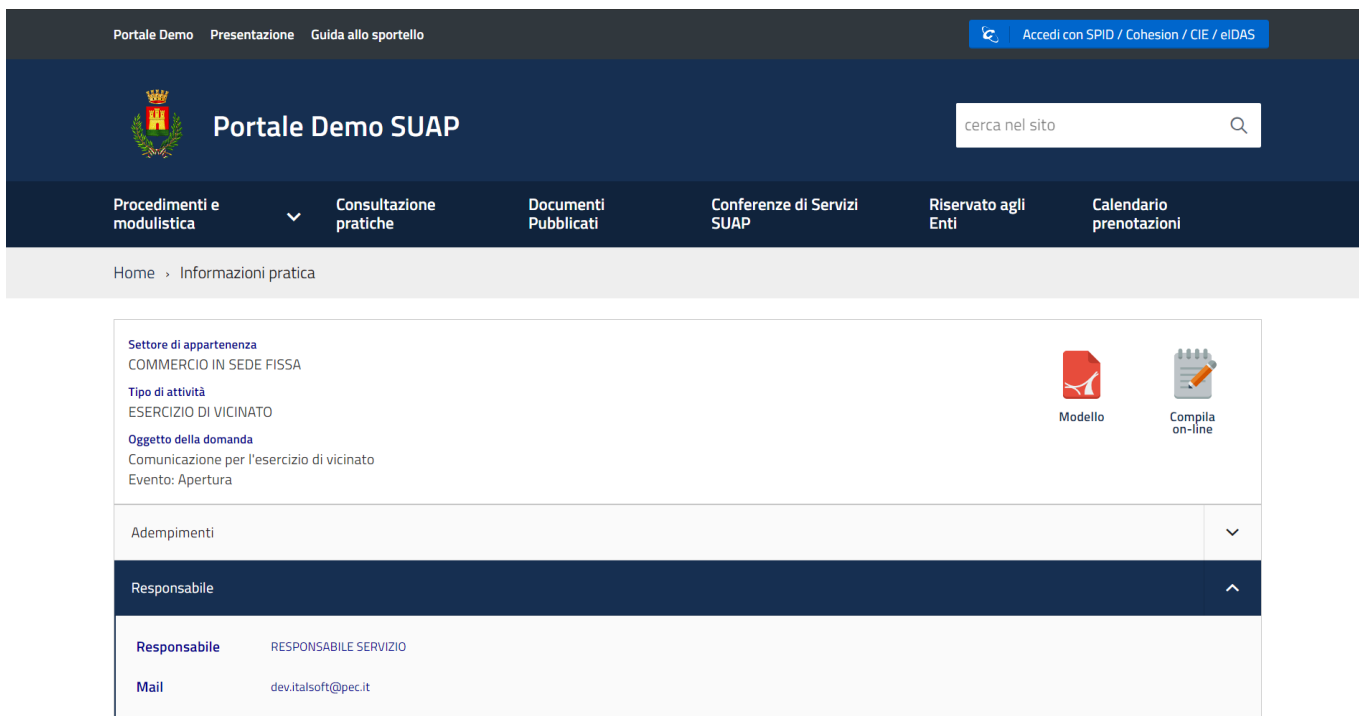 Portale Demo Presentazione Guida allo sportello
Accedi con SPID / Cohesion / CIE / eIDAS
Portale Demo SUAP
cerca nel sito
Procedimenti e
modulistica
Consultazione
pratiche
Documenti
Pubblicati
Conferenze di Servizi
SUAP
Riservato agli
Enti
Calendario
prenotazioni
Home › Informazioni pratica
Settore di appartenenza
COMMERCIO IN SEDE FISSA
Tipo di attività
ESERCIZIO DI VICINATO
Oggetto della domanda
Comunicazione per l'esercizio di vicinato
Evento: Apertura
Modello
Compila
on-line
Adempimenti
Responsabile
Responsabile RESPONSABILE SERVIZIO
Mail dev.italsoft@pec.it